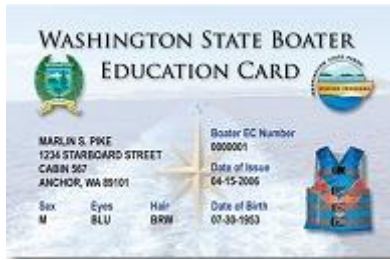 WASHINGTON STATE BOATER
EDUCATION CARD
MARLIN S. PIKE
1234 STARBOARD STREET
CABIN 567
ANCHOR, WA 89101
Boater EC Number
0000001
Date of Issue
04-15-2006
Sex Eyes Hair
M BLU BRW
Date of Birth
07-30-1953